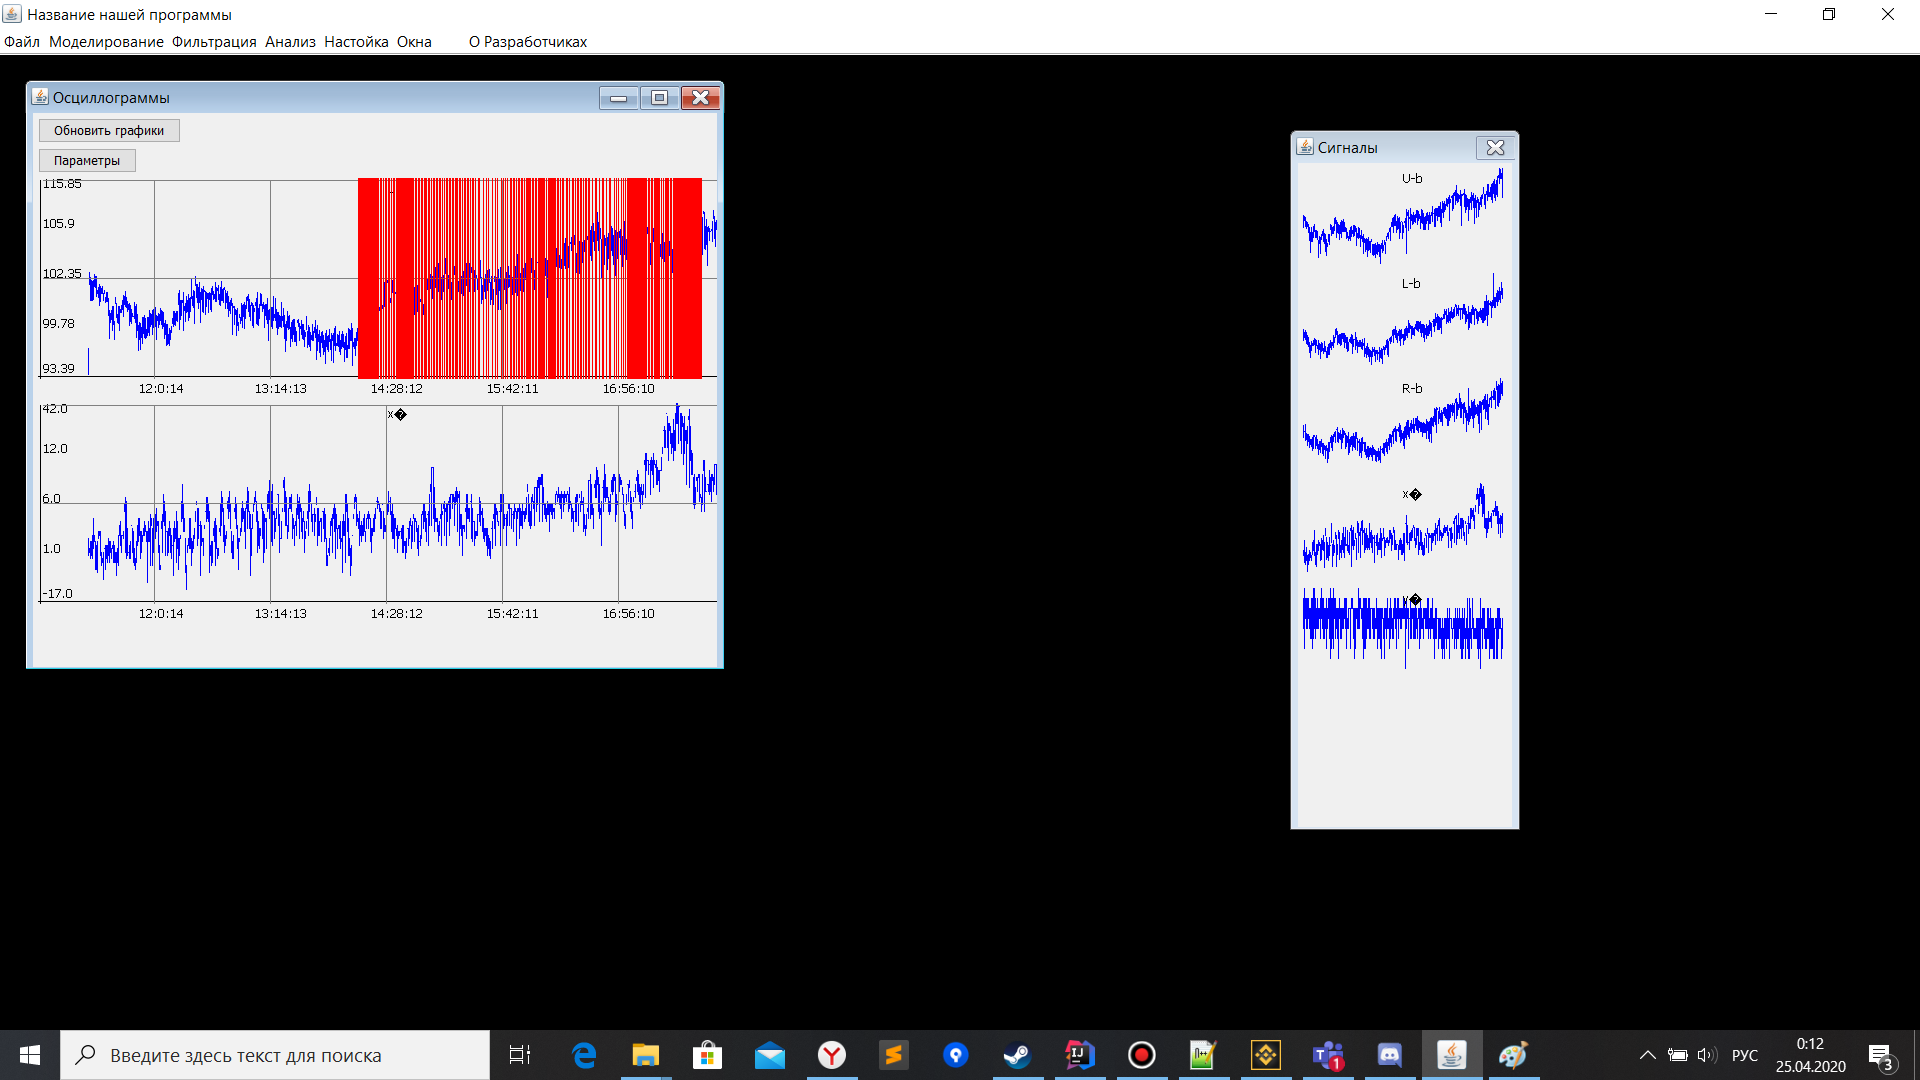 Название нашей программы
Файл Моделирование Фильтрация Анализ Настойка Окна О Разработчиках
Осциллограммы
Обновить графики
Параметры
115.85
105.9
102.35
99.78
93.39
12:0:14 13:14:13 14:28:12 15:42:11 16:56:10
42.0
x�
12.0
6.0
1.0
-17.0
12:0:14 13:14:13 14:28:12 15:42:11 16:56:10
Сигналы
U-b
L-b
R-b
x�
y�
Введите здесь текст для поиска
РУС
0:12
25.04.2020
1
3